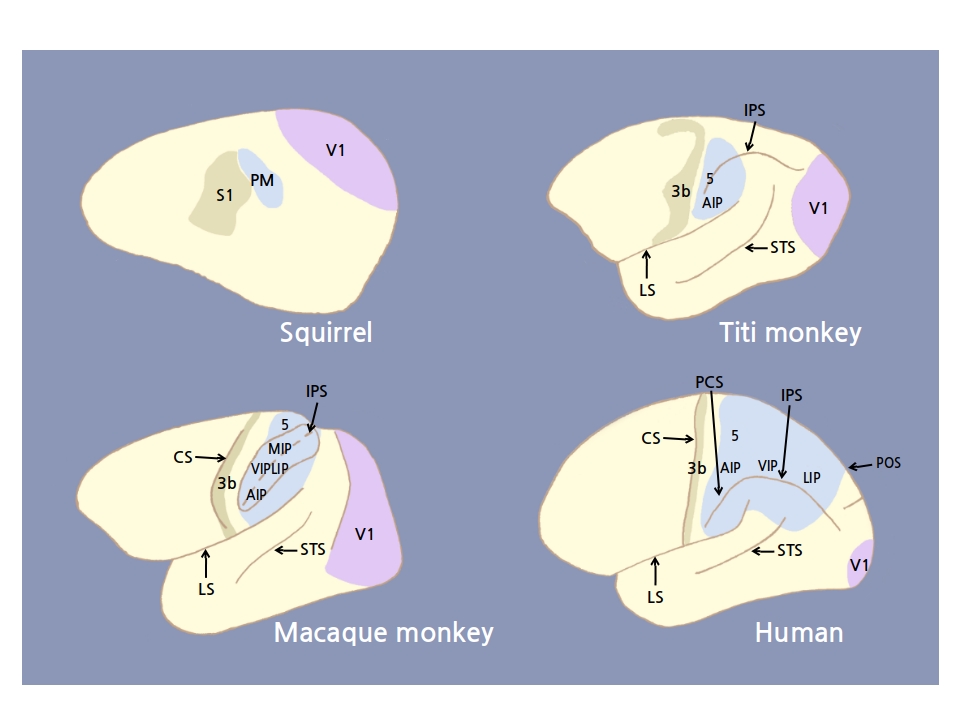 V1
PM
S1
Squirrel
IPS
3b
5
AIP
V1
STS
LS
Titi monkey
IPS
5
CS
MIP
VIPLIP
3b
AIP
V1
STS
LS
Macaque monkey
PCS
IPS
CS
5
3b
AIP
VIP
LIP
POS
STS
V1
LS
Human